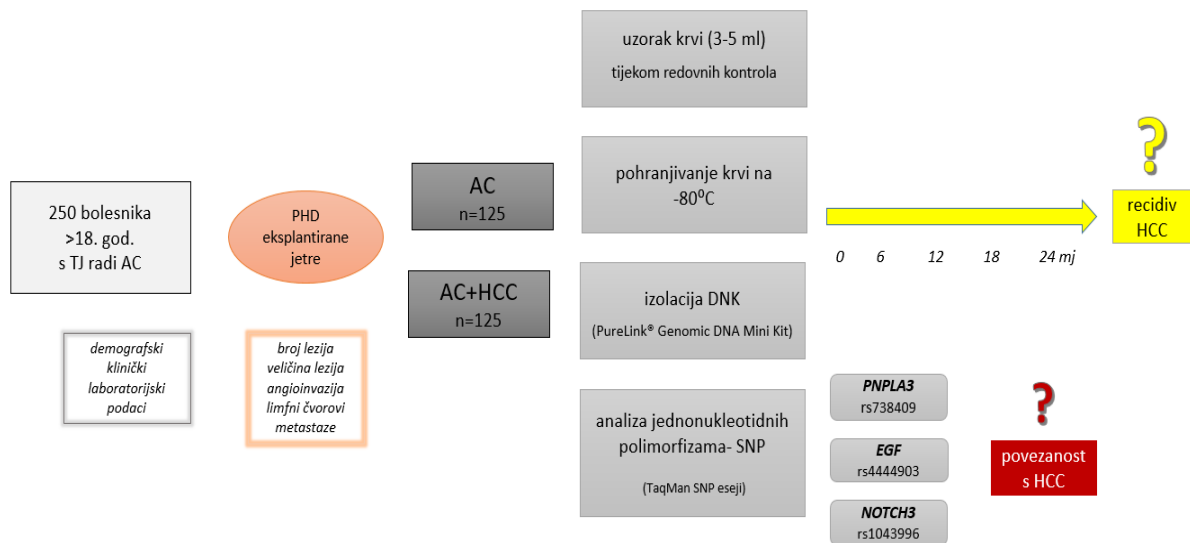 250 bolesnika
>18. god.
s TJ radi AC
demografski
klinički
laboratorijski
podaci
PHD
eksplantirane
jetre
broj lezija
veličina lezija
angioinvazija
limfni čvorovi
metastaze
AC
n=125
AC+HCC
n=125
uzorak krvi (3-5 ml)
tijekom redovnih kontrola
pohranjivanje krvi na
-80⁰C
izolacija DNK
(PureLink® Genomic DNA Mini Kit)
analiza jednonukleotidnih
polimorfizama- SNP
(TaqMan SNP eseji)
0 6 12 18 24 mj
?
recidiv
HCC
PNPLA3
rs738409
EGF
rs4444903
NOTCH3
rs1043996
?
povezanost
s HCC